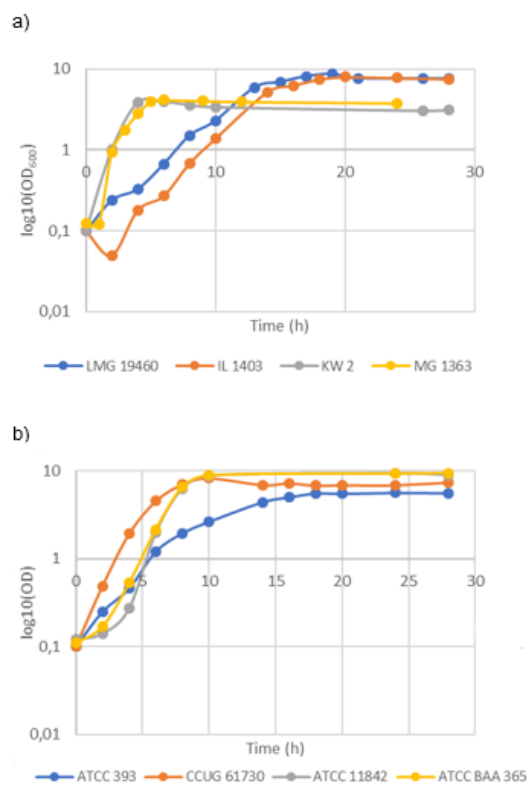 a)
10
1
0 10 20 30
0,1
0,01
log10(OD600)
Time (h)
LMG 19460 IL 1403 KW 2 MG 1363
b)
10
1
0 5 10 15 20 25 30
0,1
0,01
log10(OD)
Time (h)
ATCC 393 CCUG 61730 ATCC 11842 ATCC BAA 365